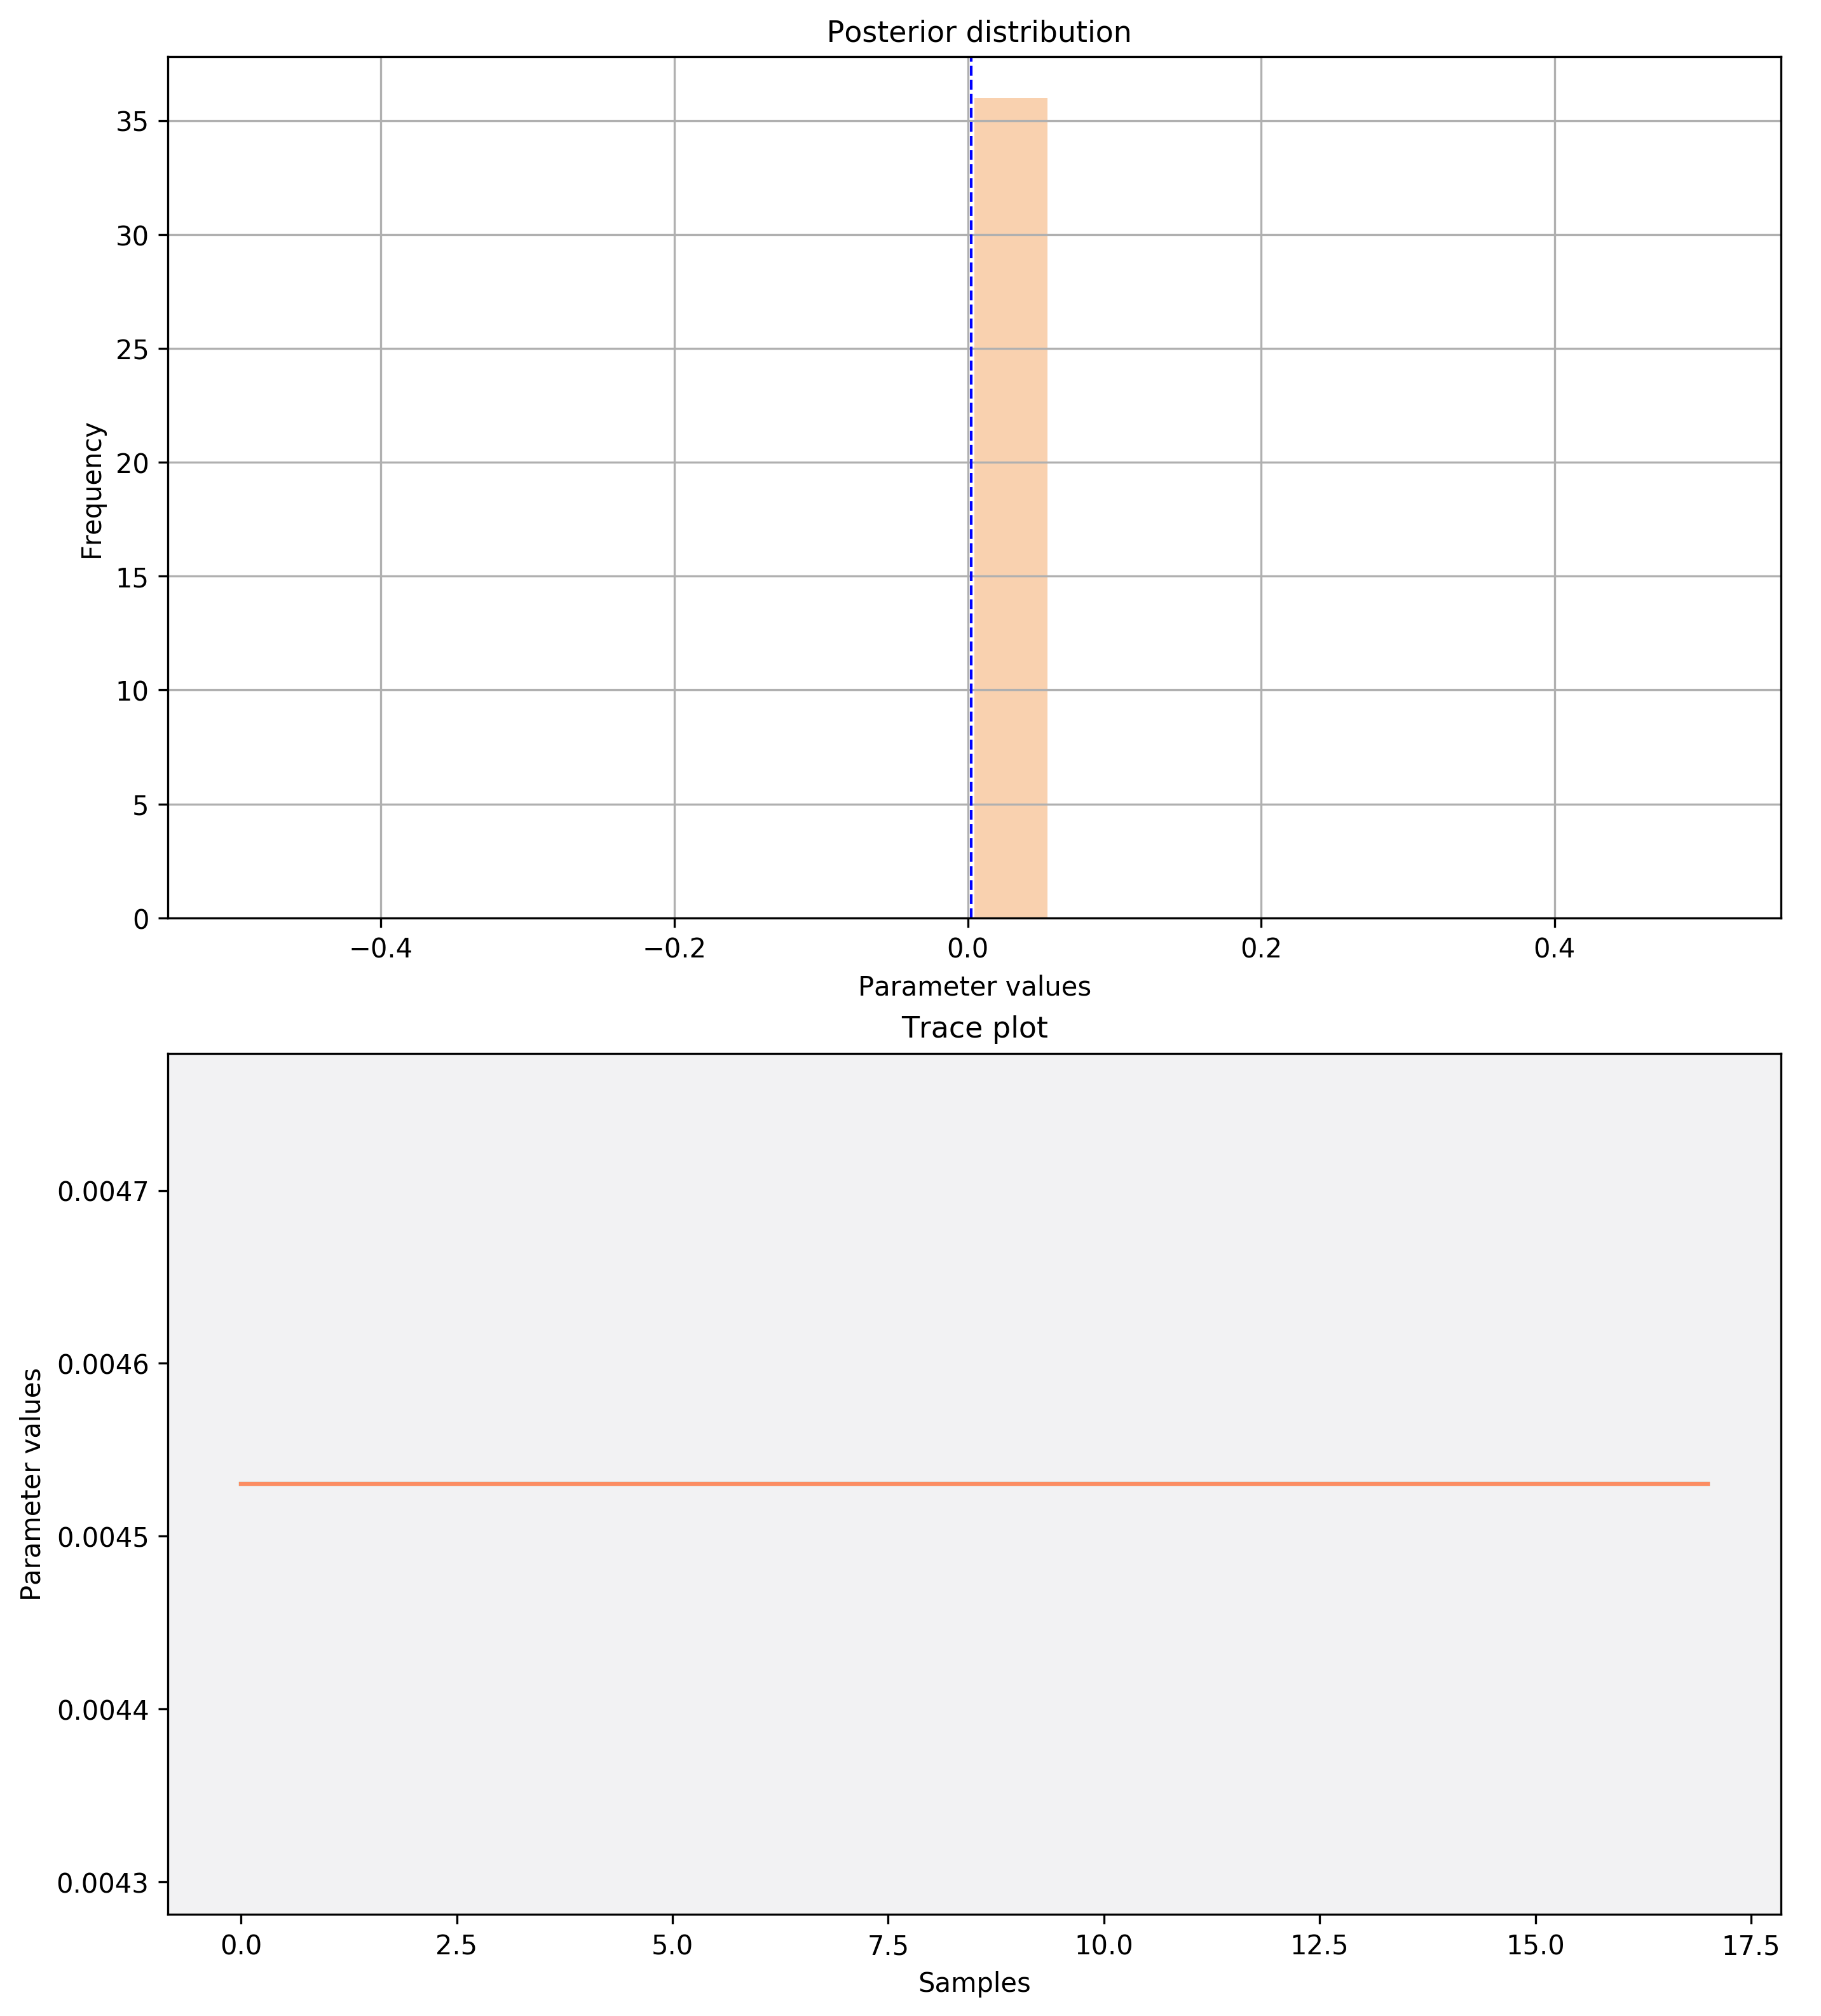 Posterior distribution
35
30
25
20
15
10
5
0
Frequency
−0.4 −0.2 0.0 0.2 0.4
Parameter values
Trace plot
0.0047
0.0046
0.0045
0.0044
0.0043
Parameter values
0.0 2.5 5.0 7.5 10.0 12.5 15.0 17.5
Samples